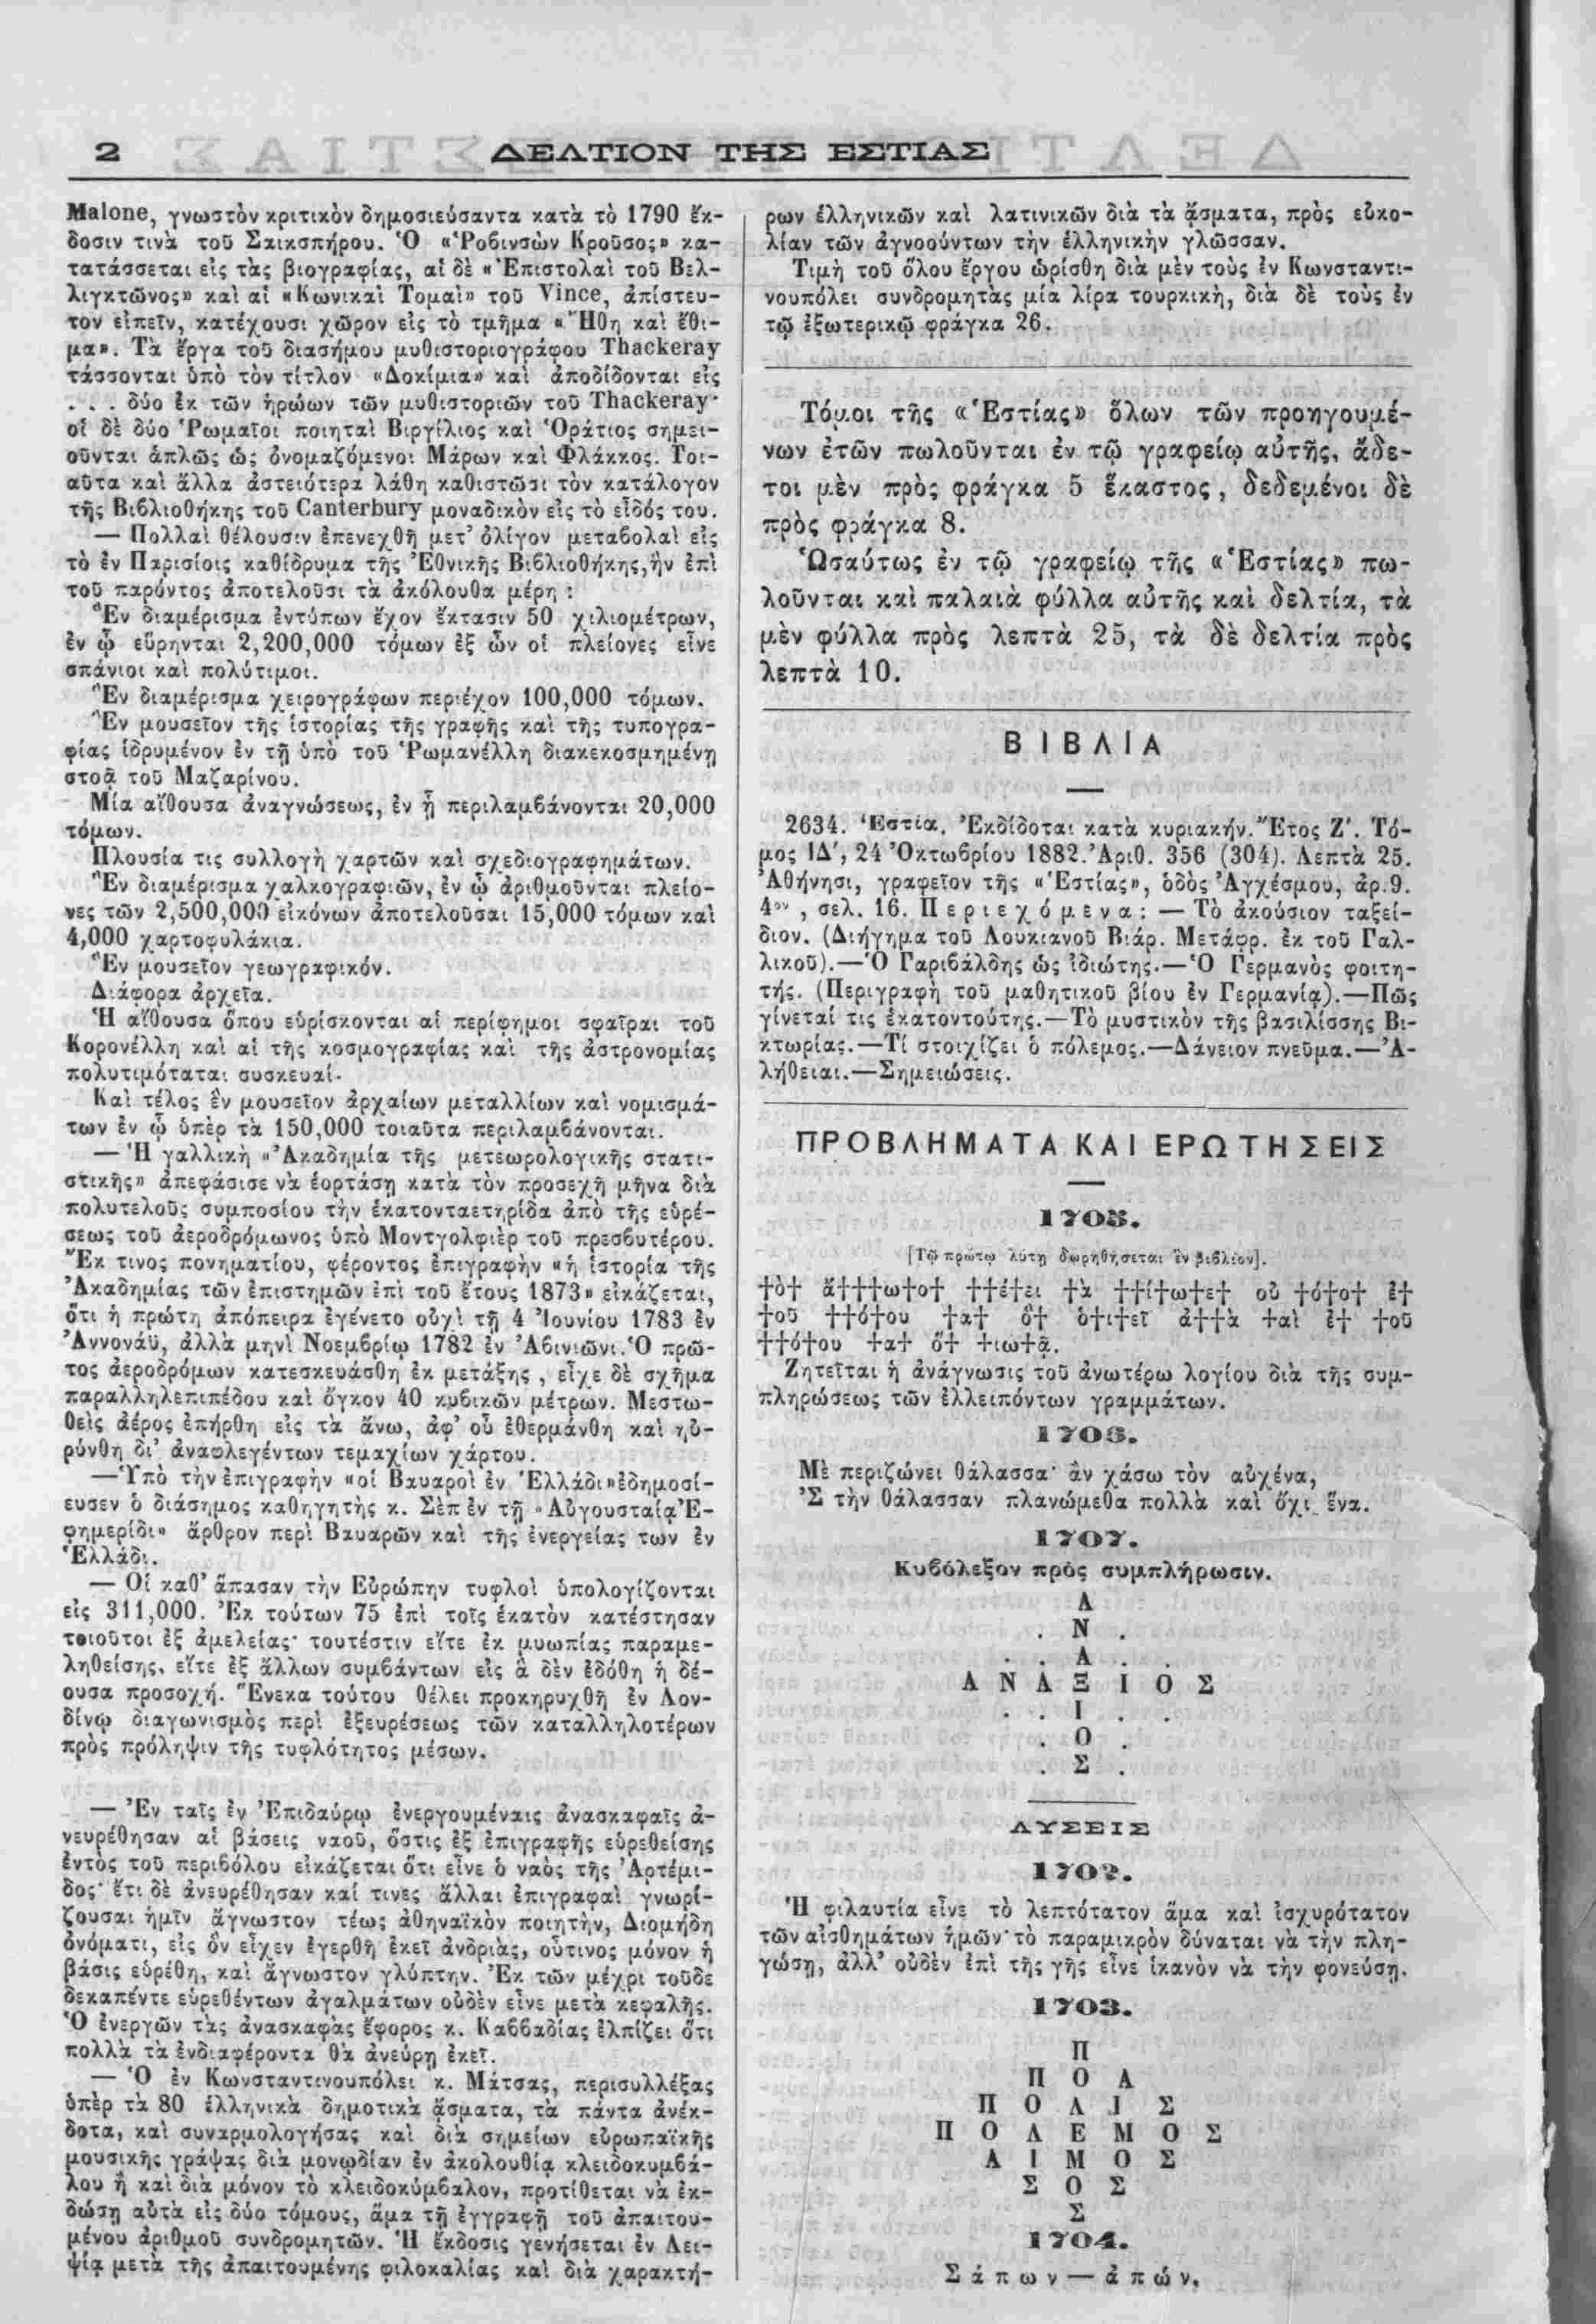 2 ΔΕΛΤΙΟΝ ΤΗΣ ΕΣΤΙΑΣ
Malone, γνωστὸν κριτικὸν δημοσιεύσαντα κατὰ τὸ 1790 ἔκ-
δοσιν τινὰ τοῦ Σαικσπήρου. Ὁ «Ῥοβινσὼν Κροῦσος» κα-
τατάσσεται εἰς τὰς βιογραφίας, αἱ δὲ «Ἐπιστολαὶ τοῦ Βελ-
λιγκτῶνος» καὶ αἱ «Κωνικαὶ Τομαὶ» τοῦ Vince, ἀπίστευ-
τον εἰπεῖν, κατέχουσι χῶρον εἰς τὸ τμῆμα «Ἤθη καὶ ἔθι-
μα». Τὰ ἔργα τοῦ διασήμου μυθιστοριογράφου Thackeray
τάσσονται ὑπὸ τὸν τίτλον «Δοκίμια» καὶ ἀποδίδονται εἰς
. . . δύο ἐκ τῶν ἡρώων τῶν μυθιστοριῶν τοῦ Thackeray·
οἱ δὲ δύο Ῥωμαῖοι ποιηταὶ Βιργίλιος καὶ Ὁράτιος σημει-
οῦνται ἁπλῶς ὡς ὀνομαζόμενοι Μάρων καὶ Φλάκκος. Τοι-
αῦτα καὶ ἄλλα ἀστειότερα λάθη καθιστῶσι τὸν κατάλογον
τῆς Βιβλιοθήκης τοῦ Canterbury μοναδικὸν εἰς τὸ εἶδός του.
— Πολλαὶ θέλουσιν ἐπενεχθῆ μετ' ὀλίγον μεταβολαὶ εἰς
τὸ ἐν Παρισίοις καθίδρυμα τῆς Ἐθνικῆς Βιβλιοθήκης, ἣν ἐπὶ
τοῦ παρόντος ἀποτελοῦσι τὰ ἀκόλουθα μέρη :
Ἓν διαμέρισμα ἐντύπων ἔχον ἔκτασιν 50 χιλιομέτρων,
ἐν ᾧ εὕρηνται 2,200,000 τόμων ἐξ ὧν οἱ πλείονες εἶνε
σπάνιοι καὶ πολύτιμοι.
Ἓν διαμέρισμα χειρογράφων περιέχον 100,000 τόμων.
Ἓν μουσεῖον τῆς ἱστορίας τῆς γραφῆς καὶ τῆς τυπογρα-
φίας ἱδρυμένον ἐν τῇ ὑπὸ τοῦ Ῥωμανέλλη διακεκοσμημένῃ
στοᾷ τοῦ Μαζαρίνου.
Μία αἴθουσα ἀναγνώσεως, ἐν ᾗ περιλαμβάνονται 20,000
τόμων.
Πλουσία τις συλλογὴ χαρτῶν καὶ σχεδιογραφημάτων.
Ἓν διαμέρισμα χαλκογραφιῶν, ἐν ᾧ ἀριθμοῦνται πλείο-
νες τῶν 2,500,000 εἰκόνων ἀποτελοῦσαι 15,000 τόμων καὶ
4,000 χαρτοφυλάκια.
Ἓν μουσεῖον γεωγραφικόν.
Διάφορα ἀρχεῖα.
Ἡ αἴθουσα ὅπου εὑρίσκονται αἱ περίφημοι σφαῖραι τοῦ
Κορονέλλη καὶ αἱ τῆς κοσμογραφίας καὶ τῆς ἀστρονομίας
πολυτιμόταται συσκευαί.
Καὶ τέλος ἓν μουσεῖον ἀρχαίων μεταλλίων καὶ νομισμά-
των ἐν ᾧ ὑπὲρ τὰ 150,000 τοιαῦτα περιλαμβάνονται.
— Ἡ γαλλικὴ «Ἀκαδημία τῆς μετεωρολογικῆς στατι-
στικῆς» ἀπεφάσισε νὰ ἑορτάσῃ κατὰ τὸν προσεχῆ μῆνα διὰ
πολυτελοῦς συμποσίου τὴν ἑκατονταετηρίδα ἀπὸ τῆς εὑρέ-
σεως τοῦ ἀεροδρόμωνος ὑπὸ Μοντγολφιὲρ τοῦ πρεσβυτέρου.
Ἔκ τινος πονηματίου, φέροντος ἐπιγραφὴν «ἡ ἱστορία τῆς
Ἀκαδημίας τῶν ἐπιστημῶν ἐπὶ τοῦ ἔτους 1873» εἰκάζεται,
ὅτι ἡ πρώτη ἀπόπειρα ἐγένετο οὐχὶ τῇ 4 Ἰουνίου 1783 ἐν
Ἀννοναΰ, ἀλλὰ μηνὶ Νοεμβρίῳ 1782 ἐν Ἀβινιῶνι. Ὁ πρῶ-
τος ἀεροδρόμων κατεσκευάσθη ἐκ μετάξης , εἶχε δὲ σχῆμα
παραλληλεπιπέδου καὶ ὄγκον 40 κυβικῶν μέτρων. Μεστω-
θεὶς ἀέρος ἐπήρθη εἰς τὰ ἄνω, ἀφ' οὗ ἐθερμάνθη καὶ ηὐ-
ρύνθη δι' ἀναφλεγέντων τεμαχίων χάρτου.
—Ὑπὸ τὴν ἐπιγραφὴν «οἱ Βαυαροὶ ἐν Ἑλλάδι» ἐδημοσί-
ευσεν ὁ διάσημος καθηγητὴς κ. Σὲπ ἐν τῇ «Αὐγουσταίᾳ Ἐ-
φημερίδι» ἄρθρον περὶ Βαυαρῶν καὶ τῆς ἐνεργείας των ἐν
Ἑλλάδι.
— Οἱ καθ' ἅπασαν τὴν Εὐρώπην τυφλοὶ ὑπολογίζονται
εἰς 311,000. Ἐκ τούτων 75 ἐπὶ τοῖς ἑκατὸν κατέστησαν
τοιοῦτοι ἐξ ἀμελείας· τουτέστιν εἴτε ἐκ μυωπίας παραμε-
ληθείσης, εἴτε ἐξ ἄλλων συμβάντων εἰς ἃ δὲν ἐδόθη ἡ δέ-
ουσα προσοχή. Ἕνεκα τούτου θέλει προκηρυχθῆ ἐν Λον-
δίνῳ διαγωνισμὸς περὶ ἐξευρέσεως τῶν καταλληλοτέρων
πρὸς πρόληψιν τῆς τυφλότητος μέσων.
— Ἐν ταῖς ἐν Ἐπιδαύρῳ ἐνεργουμέναις ἀνασκαφαῖς ἀ-
νευρέθησαν αἱ βάσεις ναοῦ, ὅστις ἐξ ἐπιγραφῆς εὑρεθείσης
ἐντὸς τοῦ περιβόλου εἰκάζεται ὅτι εἶνε ὁ ναὸς τῆς Ἀρτέμι-
δος· ἔτι δὲ ἀνευρέθησαν καί τινες ἄλλαι ἐπιγραφαὶ γνωρί-
ζουσαι ἡμῖν ἄγνωστον τέως ἀθηναϊκὸν ποιητὴν, Διομήδη
ὀνόματι, εἰς ὃν εἶχεν ἐγερθῆ ἐκεῖ ἀνδριὰς, οὗτινος μόνον ἡ
βάσις εὑρέθη, καὶ ἄγνωστον γλύπτην. Ἐκ τῶν μέχρι τοῦδε
δεκαπέντε εὑρεθέντων ἀγαλμάτων οὐδὲν εἶνε μετὰ κεφαλῆς.
Ὁ ἐνεργῶν τὰς ἀνασκαφὰς ἔφορος κ. Καββαδίας ἐλπίζει ὅτι
πολλὰ τὰ ἐνδιαφέροντα θὰ ἀνεύρῃ ἐκεῖ.
— Ὁ ἐν Κωνσταντινουπόλει κ. Μάτσας, περισυλλέξας
ὑπὲρ τὰ 80 ἑλληνικὰ δημοτικὰ ᾄσματα, τὰ πάντα ἀνέκ-
δοτα, καὶ συναρμολογήσας καὶ διὰ σημείων εὐρωπαϊκῆς
μουσικῆς γράψας διὰ μονῳδίαν ἐν ἀκολουθίᾳ κλειδοκυμβά-
λου ἢ καὶ διὰ μόνον τὸ κλειδοκύμβαλον, προτίθεται νὰ ἐκ-
δώσῃ αὐτὰ εἰς δύο τόμους, ἅμα τῇ ἐγγραφῇ τοῦ ἀπαιτου-
μένου ἀριθμοῦ συνδρομητῶν. Ἡ ἔκδοσις γενήσεται ἐν Λει-
ψίᾳ μετὰ τῆς ἀπαιτουμένης φιλοκαλίας καὶ διὰ χαρακτή-
ρων ἑλληνικῶν καὶ λατινικῶν διὰ τὰ ᾄσματα, πρὸς εὐκο-
λίαν τῶν ἀγνοούντων τὴν ἑλληνικὴν γλῶσσαν.
Τιμὴ τοῦ ὅλου ἔργου ὡρίσθη διὰ μὲν τοὺς ἐν Κωνσταντι-
νουπόλει συνδρομητὰς μία λίρα τουρκικὴ, διὰ δὲ τοὺς ἐν
τῷ ἐξωτερικῷ φράγκα 26.
Τόμοι τῆς «Ἑστίας» ὅλων τῶν προηγουμέ-
νων ἐτῶν πωλοῦνται ἐν τῷ γραφείῳ αὐτῆς, ἄδε-
τοι μὲν πρὸς φράγκα 5 ἕκαστος, δεδεμένοι δὲ
πρὸς φράγκα 8.
Ὡσαύτως ἐν τῷ γραφείῳ τῆς «Ἑστίας» πω-
λοῦνται καὶ παλαιὰ φύλλα αὐτῆς καὶ δελτία, τὰ
μὲν φύλλα πρὸς λεπτὰ 25, τὰ δὲ δελτία πρὸς
λεπτὰ 10.
ΒΙΒΛΙΑ
2634. Ἑστία. Ἐκδίδοται κατὰ κυριακήν. Ἔτος Ζ΄. Τό-
μος ΙΔ΄, 24 Ὀκτωβρίου 1882. Ἀριθ. 356 (304). Λεπτὰ 25.
Ἀθήνησι, γραφεῖον τῆς «Ἑστίας», ὁδὸς Ἀγχέσμου, ἀρ. 9.
4ον , σελ. 16. Περιεχόμενα: — Τὸ ἀκούσιον ταξεί-
διον. (Διήγημα τοῦ Λουκιανοῦ Βιάρ. Μετάφρ. ἐκ τοῦ Γαλ-
λικοῦ).—Ὁ Γαριβάλδης ὡς ἰδιώτης.—Ὁ Γερμανὸς φοιτη-
τής. (Περιγραφὴ τοῦ μαθητικοῦ βίου ἐν Γερμανίᾳ).—Πῶς
γίνεταί τις ἑκατοντούτης.—Τὸ μυστικὸν τῆς βασιλίσσης Βι-
κτωρίας.—Τί στοιχίζει ὁ πόλεμος.—Δάνειον πνεῦμα.—Ἀ-
λήθειαι.—Σημειώσεις.
ΠΡΟΒΛΗΜΑΤΑ ΚΑΙ ΕΡΩΤΗΣΕΙΣ
1705.
[Τῷ πρώτῳ λύτῃ δωρηθήσεται ἓν βιβλίον].
†ὸ† ἄ†††ω†ο† ††έ†ει †ὰ ††ί†ω†ε† οὐ †ό†ο† ἐ†
†οῦ ††ό†ου †α† ὃ† ὁ†ι†εῖ ἀ††ὰ †αὶ ἐ† †οῦ
††ό†ου †α† ὃ† †ιω†ᾷ.
Ζητεῖται ἡ ἀνάγνωσις τοῦ ἀνωτέρω λογίου διὰ τῆς συμ-
πληρώσεως τῶν ἐλλειπόντων γραμμάτων.
1706.
Μὲ περιζώνει θάλασσα· ἂν χάσω τὸν αὐχένα,
Ἐ τὴν θάλασσαν πλανώμεθα πολλὰ καὶ ὄχι ἕνα.
1707.
Κυβόλεξον πρὸς συμπλήρωσιν.
Α
. Ν .
. . Α . .
Α Ν Α Ξ Ι Ο Σ
. . Ι . .
. Ο .
. Σ .
ΛΥΣΕΙΣ
1702.
Ἡ φιλαυτία εἶνε τὸ λεπτότατον ἅμα καὶ ἰσχυρότατον
τῶν αἰσθημάτων ἡμῶν· τὸ παραμικρὸν δύναται νὰ τὴν πλη-
γώσῃ, ἀλλ' οὐδὲν ἐπὶ τῆς γῆς εἶνε ἱκανὸν νὰ τὴν φονεύσῃ.
1703.
Π
Π Ο Λ
Π Ο Λ Ι Σ
Π Ο Λ Ε Μ Ο Σ
Λ Ι Μ Ο Σ
Σ Ο Σ
Σ
1704.
Σάπων—ἀπών.